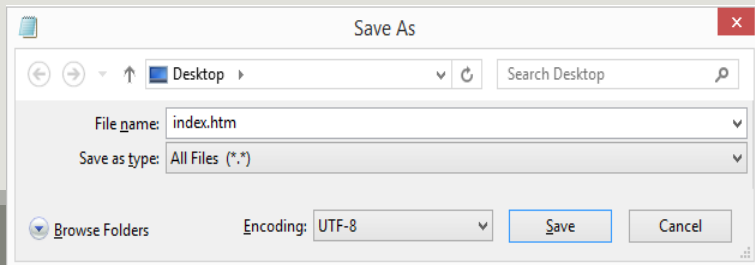 Save As
Desktop
Search Desktop
File name: index.htm
Save as type: All Files (*.*)
Browse Folders Encoding: UTF-8 Save Cancel